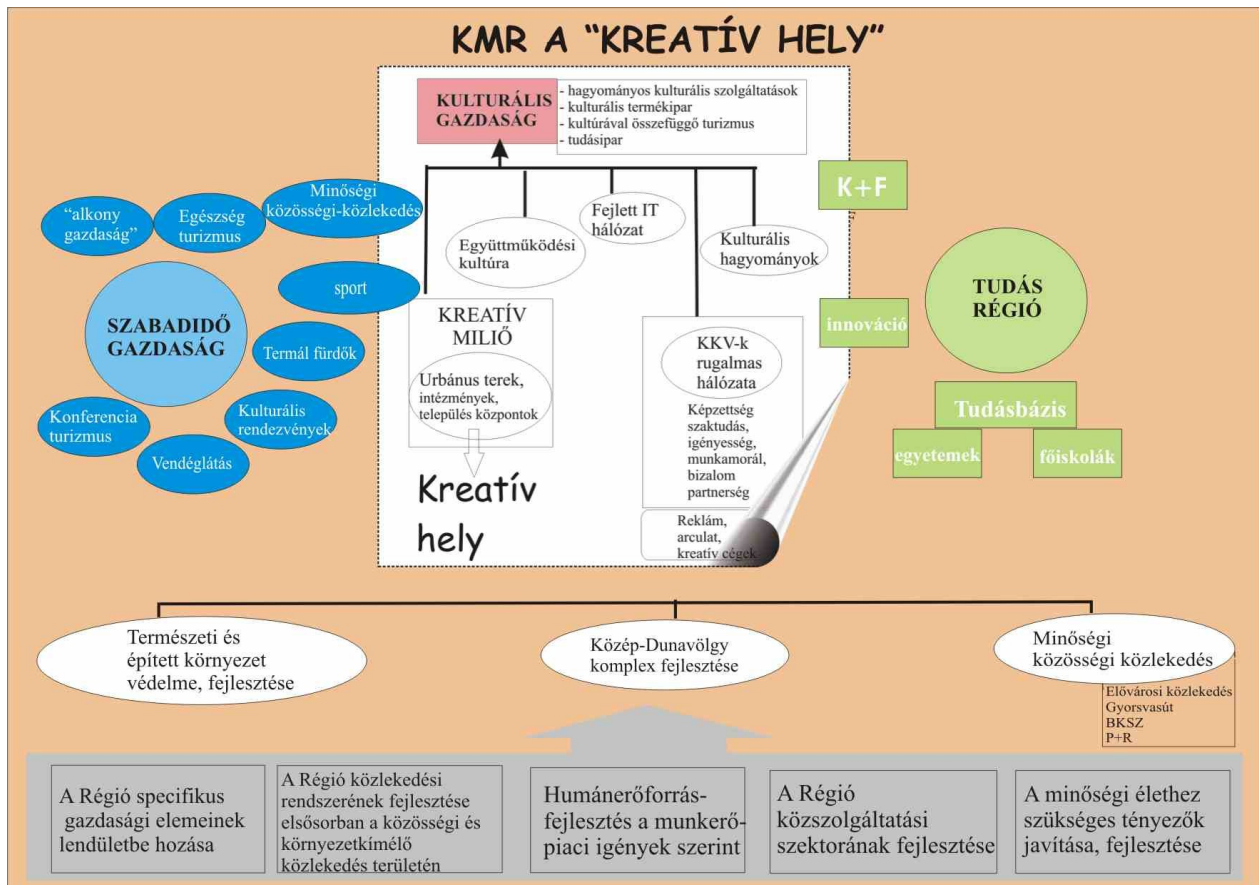 KMR A “KREATÍV HELY”
KULTURÁLIS
GAZDASÁG
- hagyományos kulturális szolgáltatások
- kulturális termékipar
- kultúrával összefüggő turizmus
- tudásipar
“alkony
gazdaság”
Egészség
turizmus
Minőségi
közösségi-közlekedés
sport
SZABADIDŐ
GAZDASÁG
Termál fürdők
Kulturális
rendezvények
Konferencia
turizmus
Vendéglátás
Együttműködési
kultúra
Fejlett IT
hálózat
Kulturális
hagyományok
KREATÍV
MILIŐ
Urbánus terek,
intézmények,
település központok
Kreatív
hely
KKV-k
rugalmas
hálózata
Képzettség
szaktudás,
igényesség,
munkamorál,
bizalom
partnerség
Reklám,
arculat,
kreatív cégek
K+F
innováció
TUDÁS
RÉGIÓ
Tudásbázis
egyetemek
főiskolák
Természeti és
épített környezet
védelme, fejlesztése
Közép-Dunavölgy
komplex fejlesztése
Minőségi
közösségi közlekedés
Elővárosi közlekedés
Gyorsvasút
BKSZ
P+R
A Régió specifikus
gazdasági elemeinek
lendületbe hozása
A Régió közlekedési
rendszerének fejlesztése
elsősorban a közösségi és
környezetkímélő
közlekedés területén
Humánerőforrás-
fejlesztés a munkerő-
piaci igények szerint
A Régió
közszolgáltatási
szektorának fejlesztése
A minőségi élethez
szükséges tényezők
javítása, fejlesztése